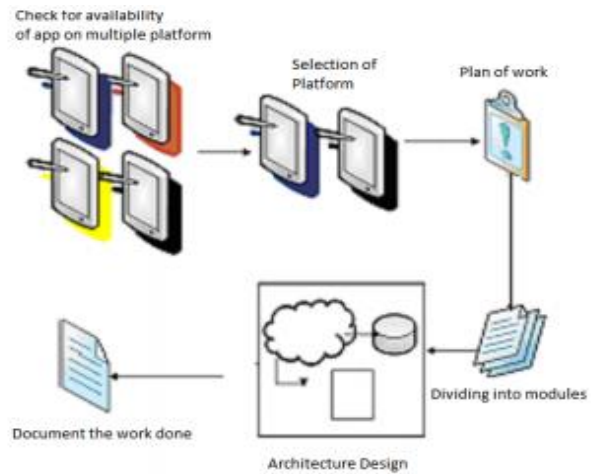 Check for availability
of app on multiple platform
Selection of
Platform
Plan of work
Dividing into modules
Architecture Design
Document the work done